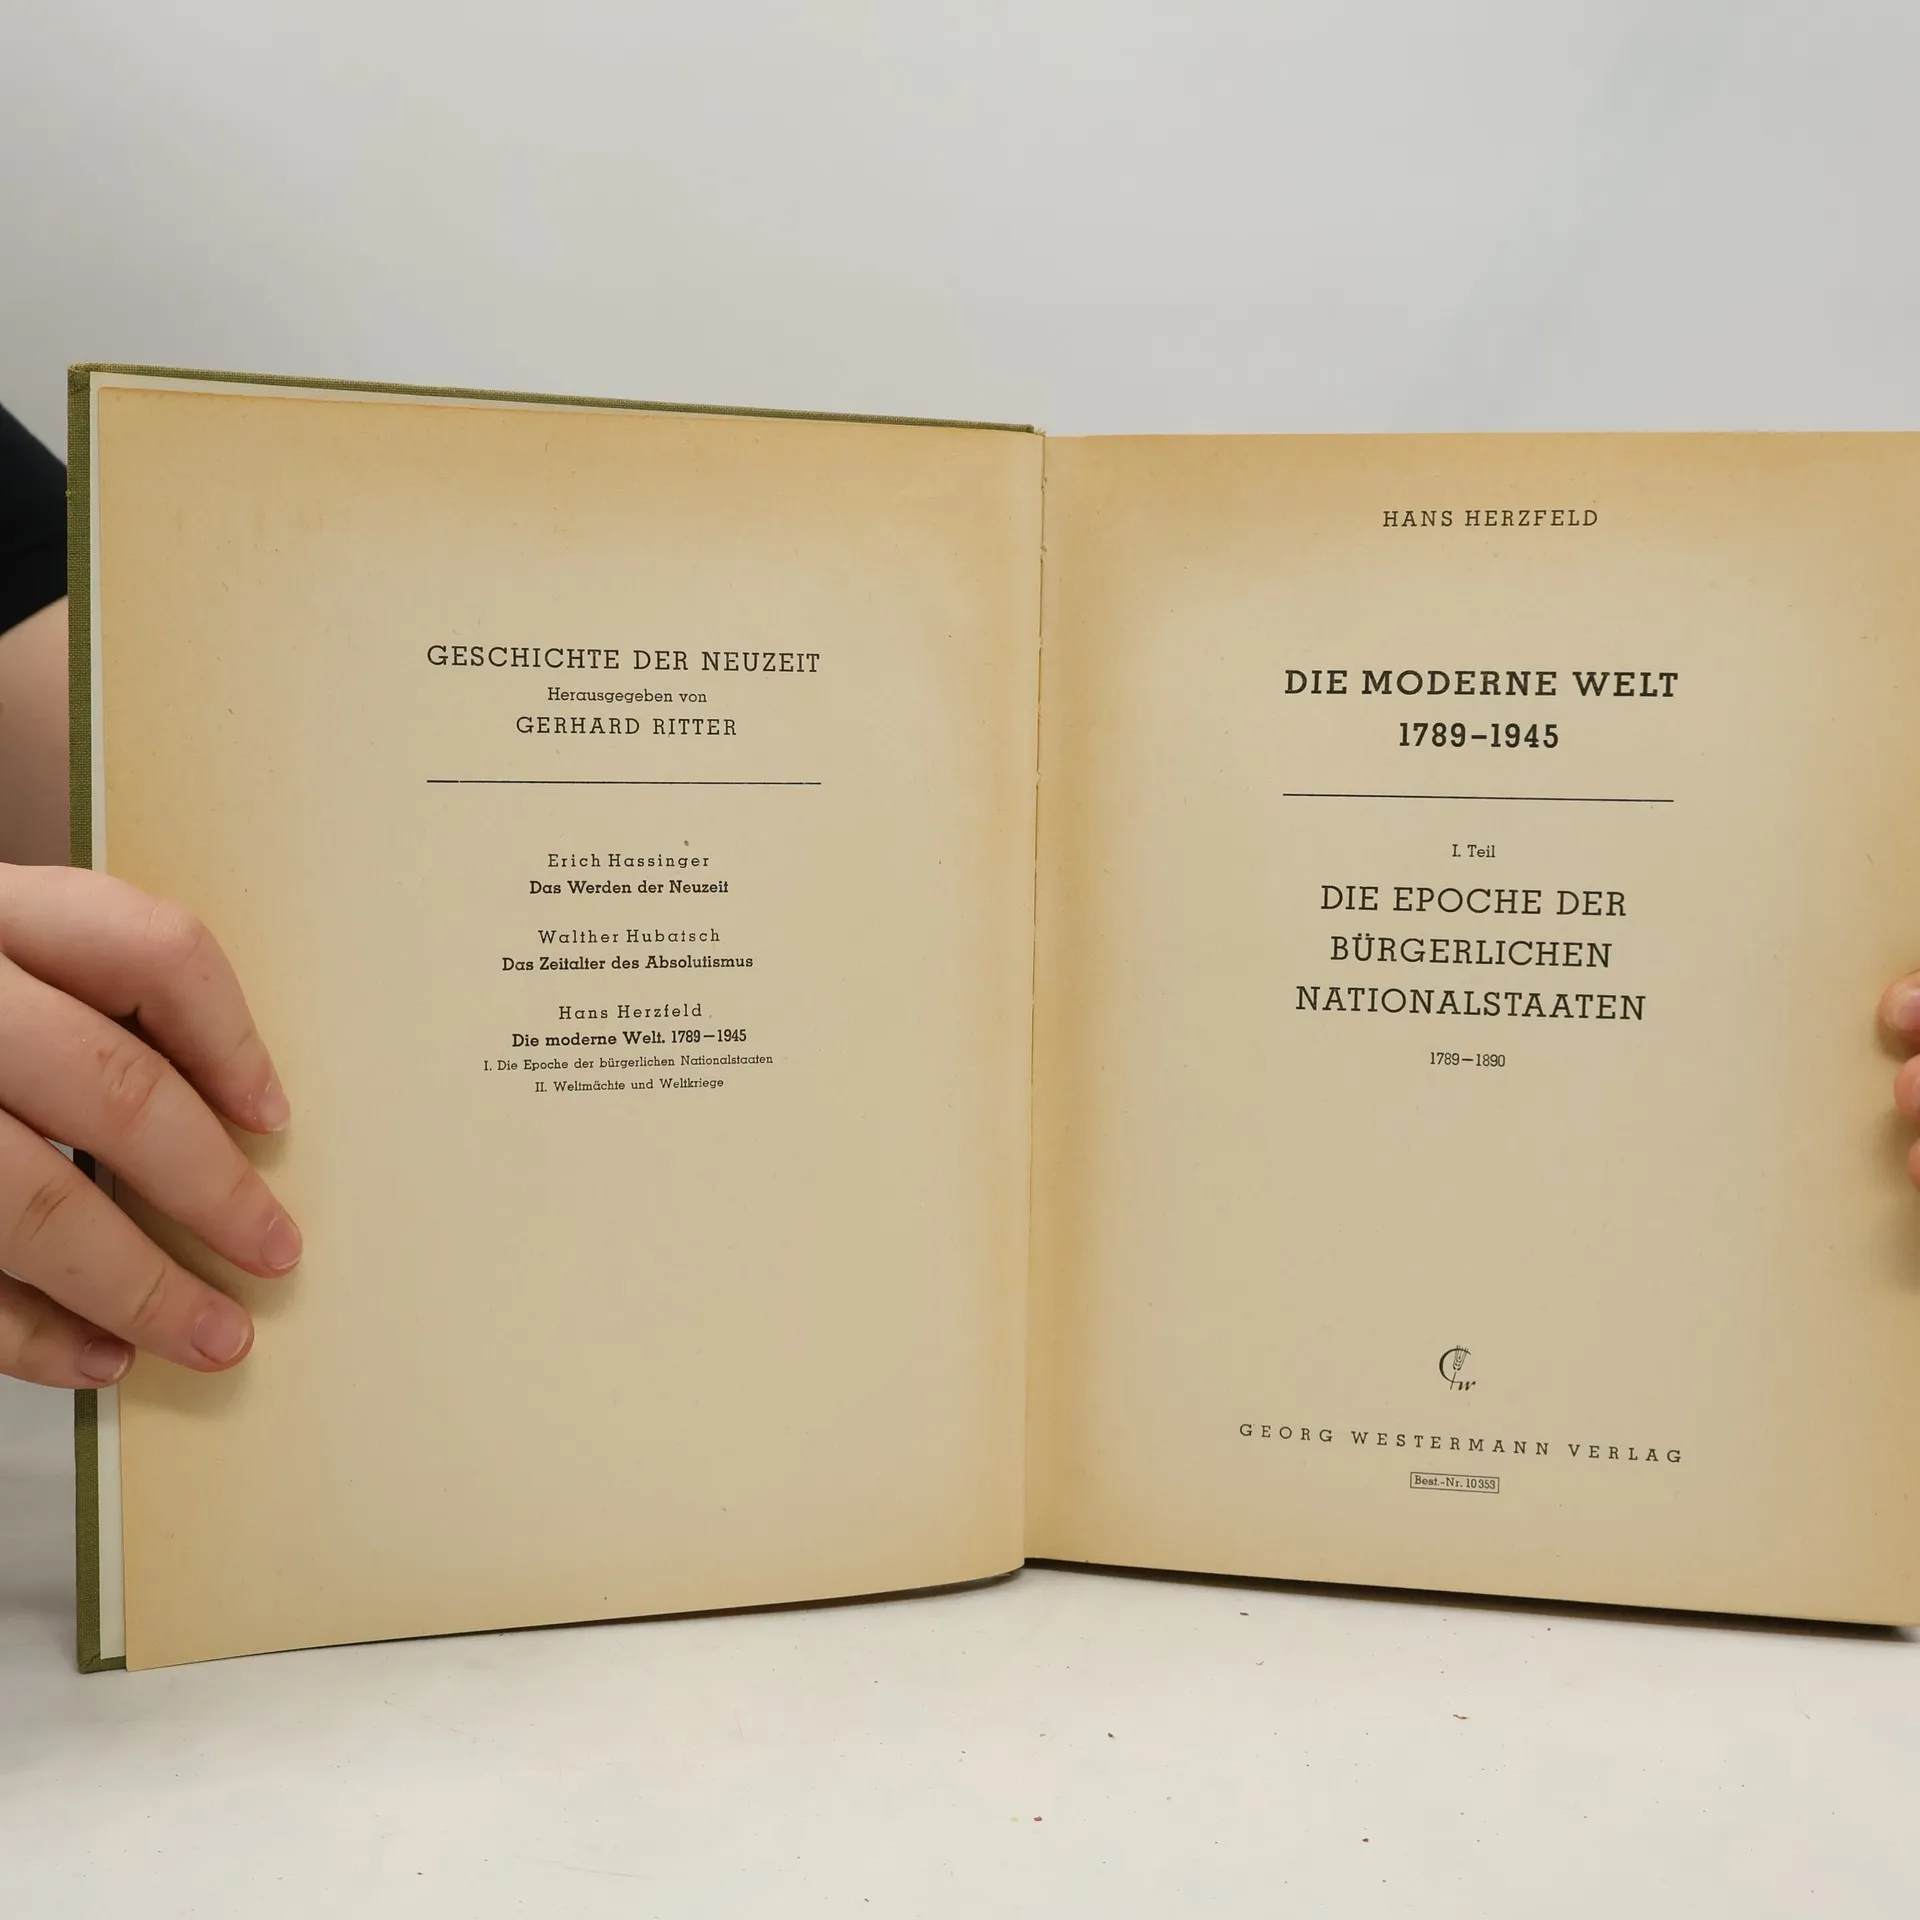 GESCHICHTE DER NEUZEIT
Herausgegeben von
GERHARD RITTER
Erich Hassinger
Das Werden der Neuzeit
Walther Hubatsch
Das Zeitalter des Absolutismus
Hans Herzfeld
Die moderne Welt. 1789–1945
I. Die Epoche der bürgerlichen Nationalstaaten
II. Weltmächte und Weltkriege
HANS HERZFELD
DIE MODERNE WELT
1789–1945
I. Teil
DIE EPOCHE DER
BÜRGERLICHEN
NATIONALSTAATEN
1789–1890
GEORG WESTERMANN VERLAG
Best.-Nr. 10 353